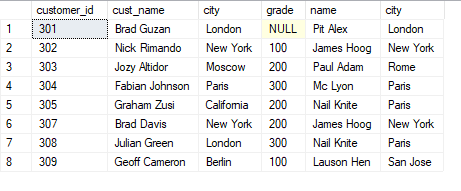 customer_id cust_name city grade name city
1 301 Brad Guzan London NULL Pit Alex London
2 302 Nick Rimando New York 100 James Hoog New York
3 303 Jozy Altidor Moscow 200 Paul Adam Rome
4 304 Fabian Johnson Paris 300 Mc Lyon Paris
5 305 Graham Zusi California 200 Nail Knite Paris
6 307 Brad Davis New York 200 James Hoog New York
7 308 Julian Green London 300 Nail Knite Paris
8 309 Geoff Cameron Berlin 100 Lauson Hen San Jose